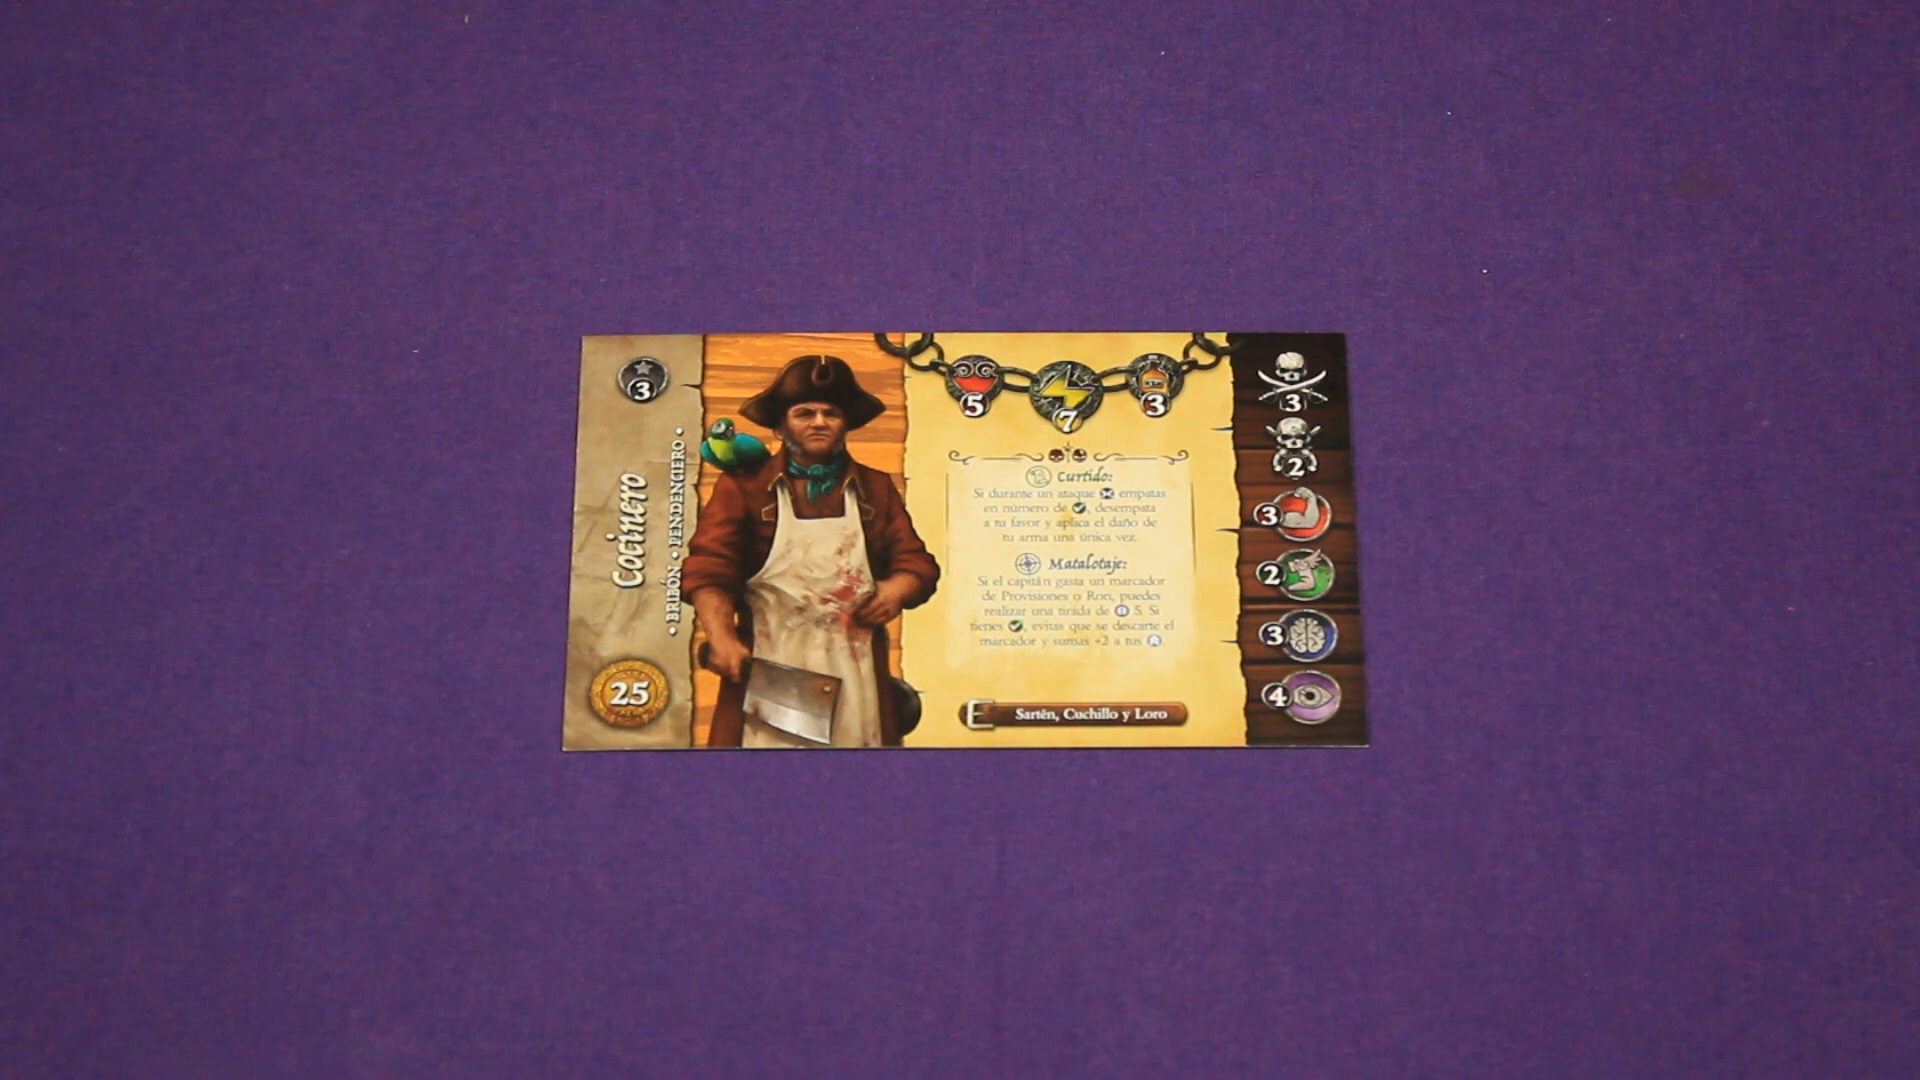 3
Cocinero
• BRIBÓN • PENDENCIERO •
25
5
7
3
Curtido:
Si durante un ataque empatas
en número de , desempata
a tu favor y aplica el daño de
tu arma una única vez.
Matalotaje:
Si el capitán gasta un marcador
de Provisiones o Ron, puedes
realizar una tirada de 5. Si
tienes , evitas que se descarte el
marcador y sumas +2 a tus .
Sartén, Cuchillo y Loro
3
2
3
2
3
4